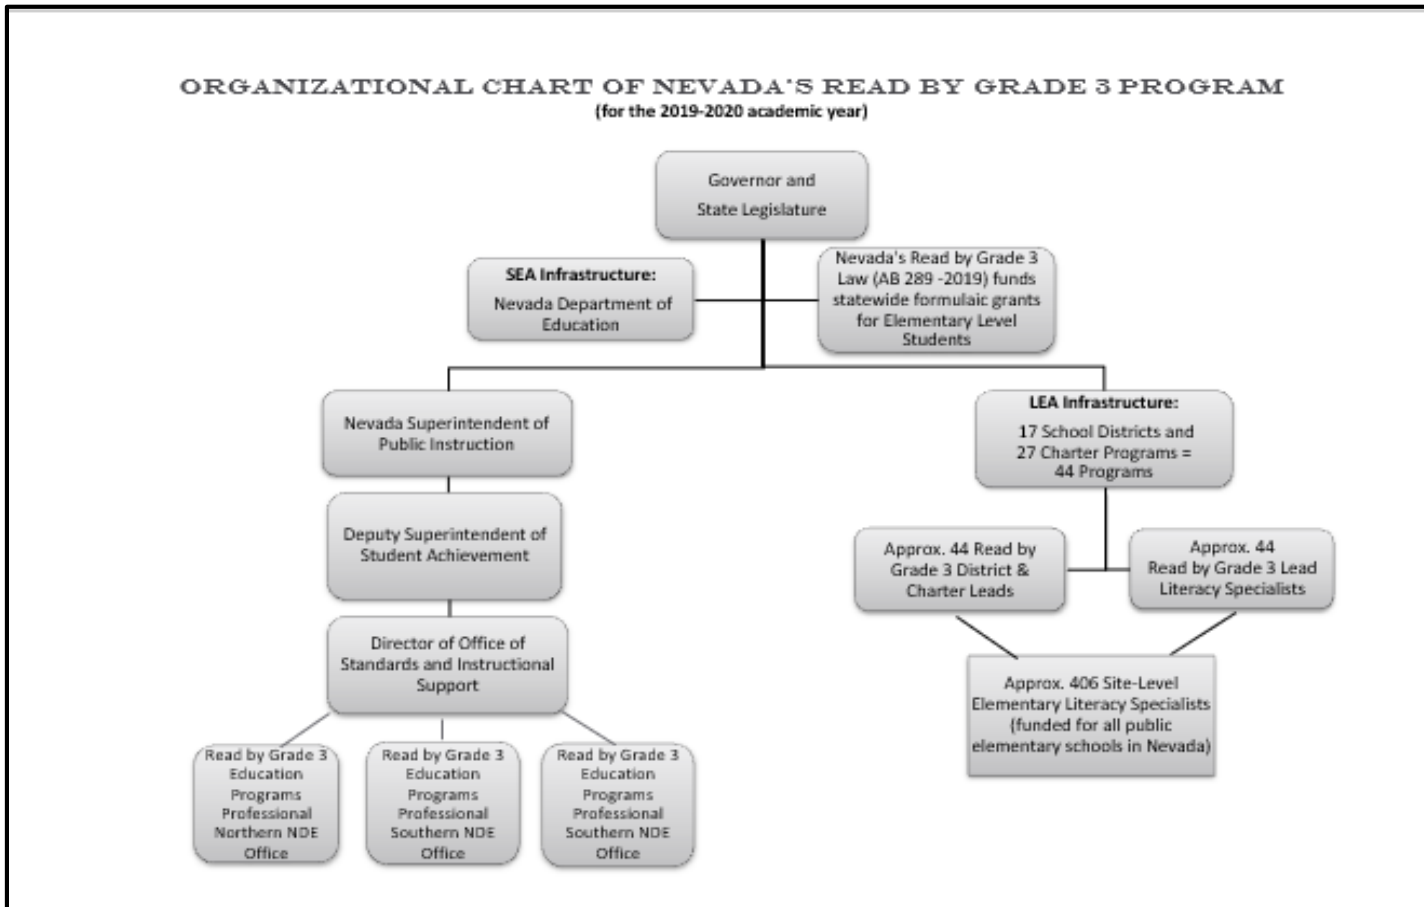 ORGANIZATIONAL CHART OF NEVADA'S READ BY GRADE 3 PROGRAM
(for the 2019-2020 academic year)
Governor and
State Legislature
SEA Infrastructure:
Nevada Department of
Education
Nevada's Read by Grade 3
Law (AB 289 -2019) funds
statewide formulaic grants
for Elementary Level
Students
Nevada Superintendent of
Public Instruction
LEA Infrastructure:
17 School Districts and
27 Charter Programs =
44 Programs
Deputy Superintendent of
Student Achievement
Approx. 44 Read by
Grade 3 District &
Charter Leads
Approx. 44
Read by Grade 3 Lead
Literacy Specialists
Director of Office of
Standards and Instructional
Support
Approx. 406 Site-Level
Elementary Literacy Specialists
(funded for all public
elementary schools in Nevada)
Read by Grade 3
Education
Programs
Professional
Northern NDE
Office
Read by Grade 3
Education
Programs
Professional
Southern NDE
Office
Read by Grade 3
Education
Programs
Professional
Southern NDE
Office